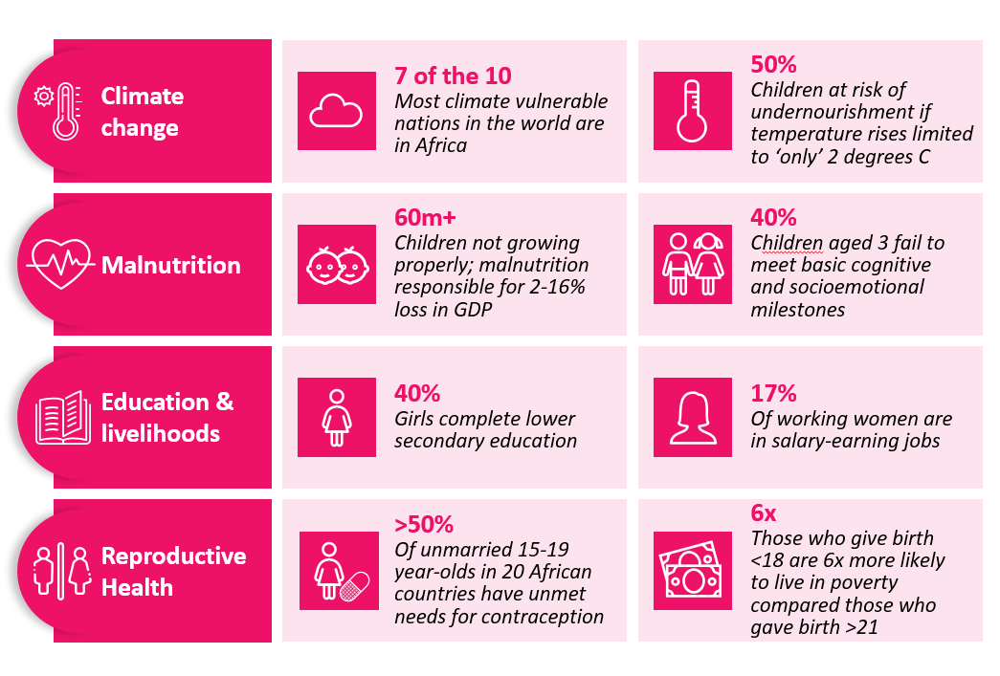 Climate
change
7 of the 10
Most climate vulnerable
nations in the world are
in Africa
50%
Children at risk of
undernourishment if
temperature rises limited
to ‘only’ 2 degrees C
Malnutrition
60m+
Children not growing
properly; malnutrition
responsible for 2-16%
loss in GDP
40%
Children aged 3 fail to
meet basic cognitive
and socioemotional
milestones
Education &
livelihoods
40%
Girls complete lower
secondary education
17%
Of working women are
in salary-earning jobs
Reproductive
Health
>50%
Of unmarried 15-19
year-olds in 20 African
countries have unmet
needs for contraception
6x
Those who give birth
<18 are 6x more likely
to live in poverty
compared those who
gave birth >21